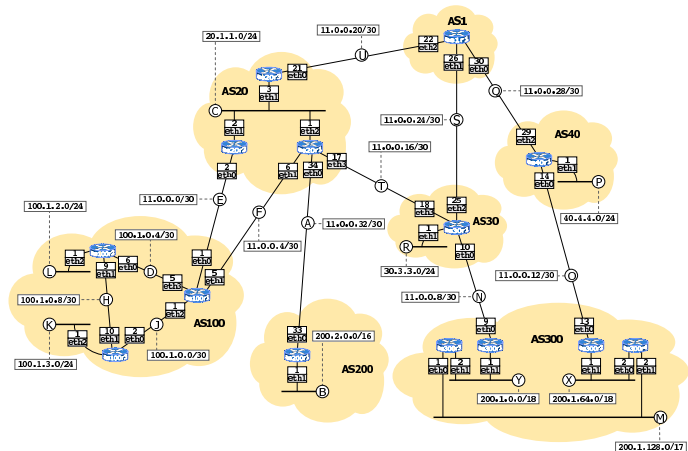 AS1
11.0.0.20/30
22
eth2
as1r1
20.1.1.0/24
U
26
eth1
30
eth0
21
eth0
as20r3
AS20
3
eth1
Q
11.0.0.28/30
C
11.0.0.24/30
S
2
eth1
1
eth2
29
eth2
AS40
as20r2
as20r1
11.0.0.16/30
as40r1
2
eth0
6
eth1
34
eth0
17
eth3
14
eth0
1
eth1
P
T
E
11.0.0.0/30
F
A
11.0.0.32/30
18
eth3
25
eth2
AS30
40.4.4.0/24
100.1.2.0/24
100.1.0.4/30
11.0.0.4/30
1
eth1
as30r1
R
1
eth2
9
eth1
6
eth0
L
D
5
eth3
1
eth0
5
eth1
10
eth0
30.3.3.0/24
11.0.0.12/30
O
100.1.0.8/30
H
1
eth2
as100r1
11.0.0.8/30
N
K
J
AS100
1
eth2
10
eth1
2
eth0
33
eth0
200.2.0.0/16
9
eth0
13
eth0
AS300
100.1.3.0/24
100.1.0.0/30
1
eth1
AS200
B
1
eth0
2
eth2
1
eth1
Y
X
1
eth1
2
eth0
2
eth1
200.1.0.0/18
200.1.64.0/18
M
200.1.128.0/17